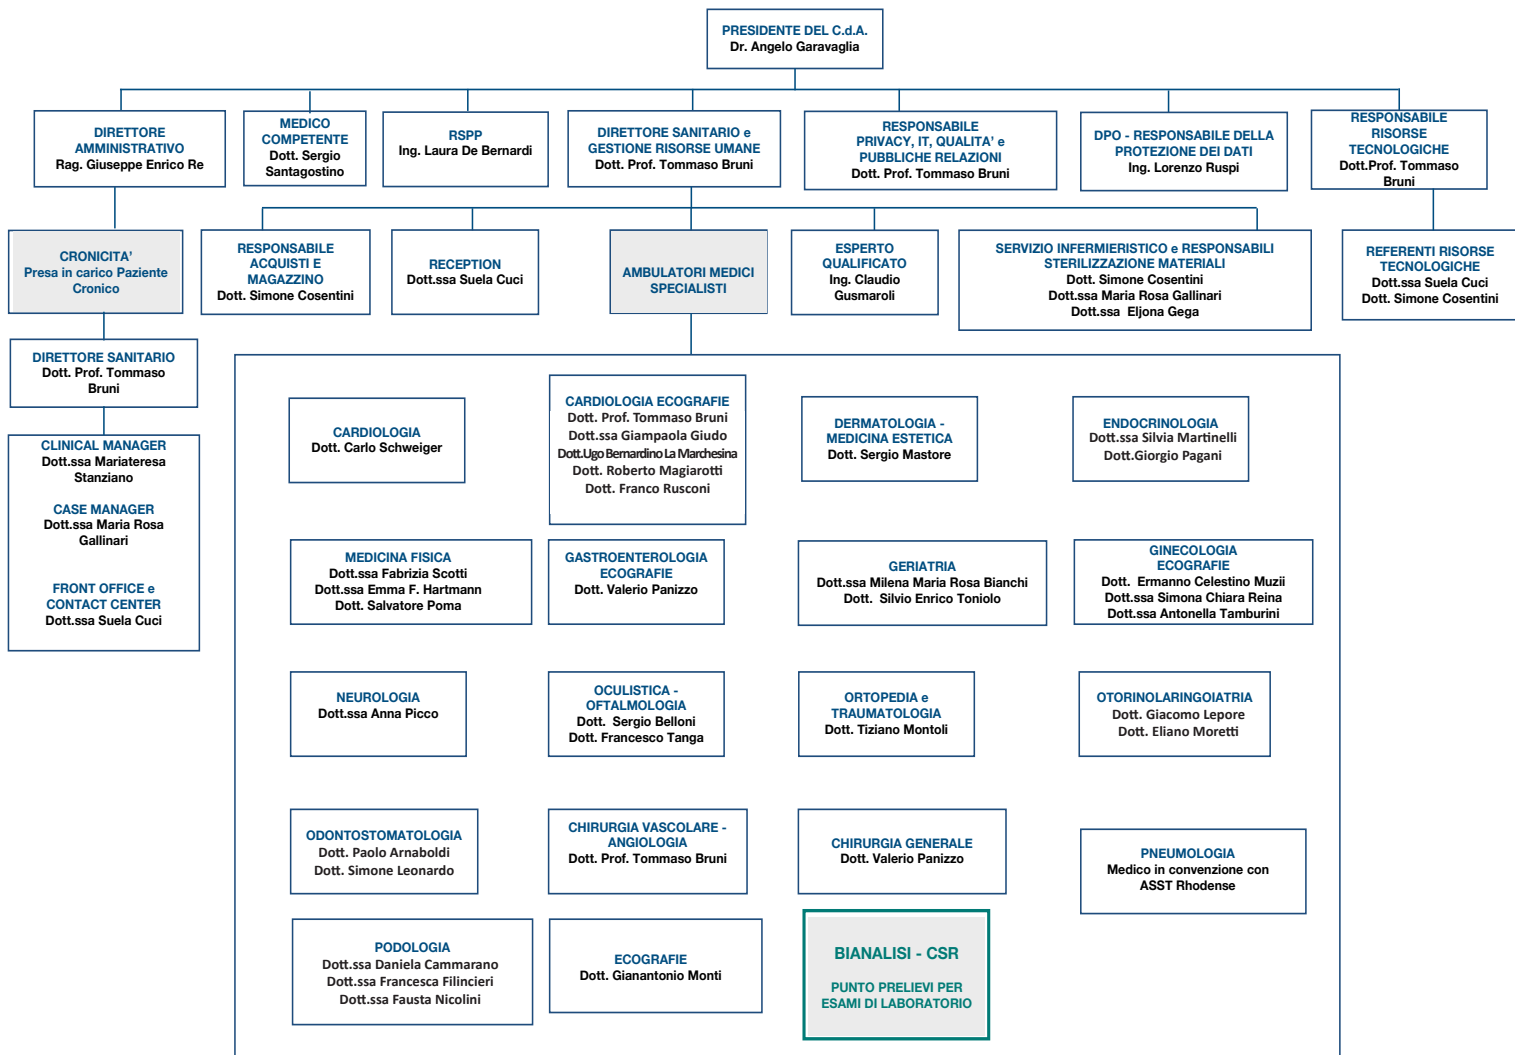 PRESIDENTE DEL C.d.A.
Dr. Angelo Garavaglia
DIRETTORE
AMMINISTRATIVO
Rag. Giuseppe Enrico Re
MEDICO
COMPETENTE
Dott. Sergio
Santagostino
RSPP
Ing. Laura De Bernardi
DIRETTORE SANITARIO e
GESTIONE RISORSE UMANE
Dott. Prof. Tommaso Bruni
RESPONSABILE
PRIVACY, IT, QUALITA' e
PUBBLICHE RELAZIONI
Dott. Prof. Tommaso Bruni
DPO - RESPONSABILE DELLA
PROTEZIONE DEI DATI
Ing. Lorenzo Ruspi
RESPONSABILE
RISORSE
TECNOLOGICHE
Dott.Prof. Tommaso
Bruni
CRONICITA'
Presa in carico Paziente
Cronico
RESPONSABILE
ACQUISTI E
MAGAZZINO
Dott. Simone Cosentini
RECEPTION
Dott.ssa Suela Cuci
AMBULATORI MEDICI
SPECIALISTI
ESPERTO
QUALIFICATO
Ing. Claudio
Gusmaroli
SERVIZIO INFERMIERISTICO e RESPONSABILI
STERILIZZAZIONE MATERIALI
Dott. Simone Cosentini
Dott.ssa Maria Rosa Gallinari
Dott.ssa Eljona Gega
REFERENTI RISORSE
TECNOLOGICHE
Dott.ssa Suela Cuci
Dott. Simone Cosentini
DIRETTORE SANITARIO
Dott. Prof. Tommaso
Bruni
CLINICAL MANAGER
Dott.ssa Mariateresa
Stanziano
CASE MANAGER
Dott.ssa Maria Rosa
Gallinari
FRONT OFFICE e
CONTACT CENTER
Dott.ssa Suela Cuci
CARDIOLOGIA
Dott. Carlo Schweiger
CARDIOLOGIA ECOGRAFIE
Dott. Prof. Tommaso Bruni
Dott.ssa Giampaola Giudo
Dott.Ugo Bernardino La Marchesina
Dott. Roberto Magiarotti
Dott. Franco Rusconi
DERMATOLOGIA -
MEDICINA ESTETICA
Dott. Sergio Mastore
ENDOCRINOLOGIA
Dott.ssa Silvia Martinelli
Dott.Giorgio Pagani
MEDICINA FISICA
Dott.ssa Fabrizia Scotti
Dott.ssa Emma F. Hartmann
Dott. Salvatore Poma
GASTROENTEROLOGIA
ECOGRAFIE
Dott. Valerio Panizzo
GERIATRIA
Dott.ssa Milena Maria Rosa Bianchi
Dott. Silvio Enrico Toniolo
GINECOLOGIA
ECOGRAFIE
Dott. Ermanno Celestino Muzii
Dott.ssa Simona Chiara Reina
Dott.ssa Antonella Tamburini
NEUROLOGIA
Dott.ssa Anna Picco
OCULISTICA -
OFTALMOLOGIA
Dott. Sergio Belloni
Dott. Francesco Tanga
ORTOPEDIA e
TRAUMATOLOGIA
Dott. Tiziano Montoli
OTORINOLARINGOIATRIA
Dott. Giacomo Lepore
Dott. Eliano Moretti
ODONTOSTOMATOLOGIA
Dott. Paolo Arnaboldi
Dott. Simone Leonardo
CHIRURGIA VASCOLARE -
ANGIOLOGIA
Dott. Prof. Tommaso Bruni
CHIRURGIA GENERALE
Dott. Valerio Panizzo
PNEUMOLOGIA
Medico in convenzione con
ASST Rhodense
PODOLOGIA
Dott.ssa Daniela Cammarano
Dott.ssa Francesca Filincieri
Dott.ssa Fausta Nicolini
ECOGRAFIE
Dott. Gianantonio Monti
BIANALISI - CSR
PUNTO PRELIEVI PER
ESAMI DI LABORATORIO